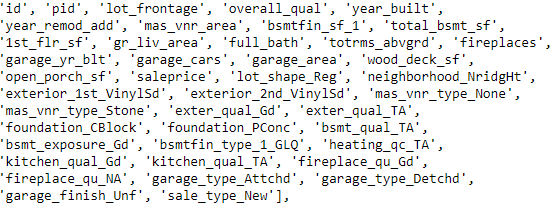 'id', 'pid', 'lot_frontage', 'overall_qual', 'year_built',
'year_remod_add', 'mas_vnr_area', 'bsmtfin_sf_1', 'total_bsmt_sf',
'1st_flr_sf', 'gr_liv_area', 'full_bath', 'totrms_abvgrd', 'fireplaces',
'garage_yr_blt', 'garage_cars', 'garage_area', 'wood_deck_sf',
'open_porch_sf', 'saleprice', 'lot_shape_Reg', 'neighborhood_NridgHt',
'exterior_1st_VinylSd', 'exterior_2nd_VinylSd', 'mas_vnr_type_None',
'mas_vnr_type_Stone', 'exter_qual_Gd', 'exter_qual_TA',
'foundation_CBlock', 'foundation_PConc', 'bsmt_qual_TA',
'bsmt_exposure_Gd', 'bsmtfin_type_1_GLQ', 'heating_qc_TA',
'kitchen_qual_Gd', 'kitchen_qual_TA', 'fireplace_qu_Gd',
'fireplace_qu_NA', 'garage_type_Attchd', 'garage_type_Detchd',
'garage_finish_Unf', 'sale_type_New'],